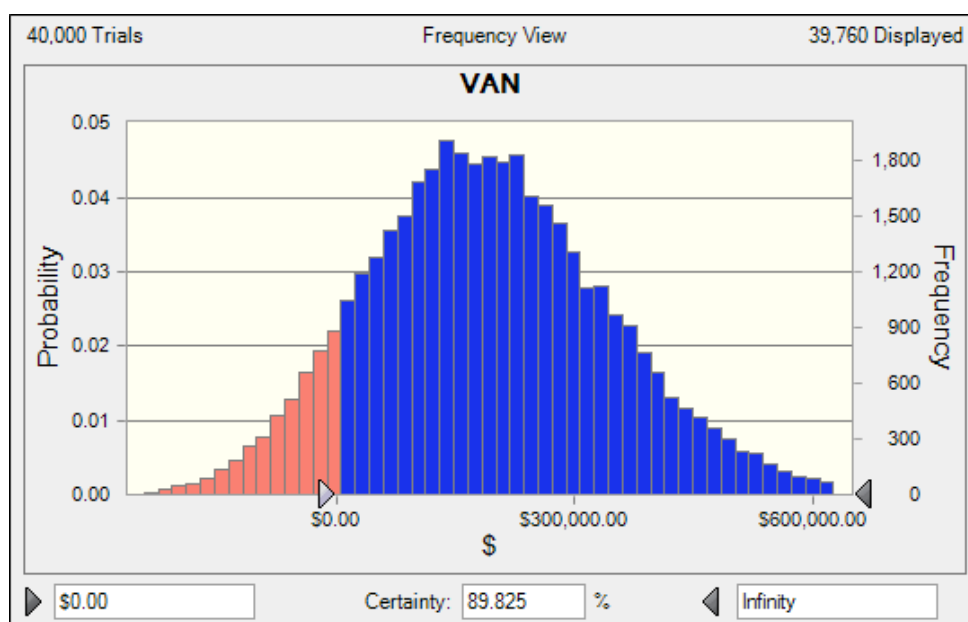 40,000 Trials Frequency View 39,760 Displayed
VAN
0.05
0.04
0.03
0.02
0.01
0.00
Probability
1,800
1,500
1,200
900
600
300
0
Frequency
$0.00 $300,000.00 $600,000.00
$
$0.00 Certainty: 89.825 % Infinity